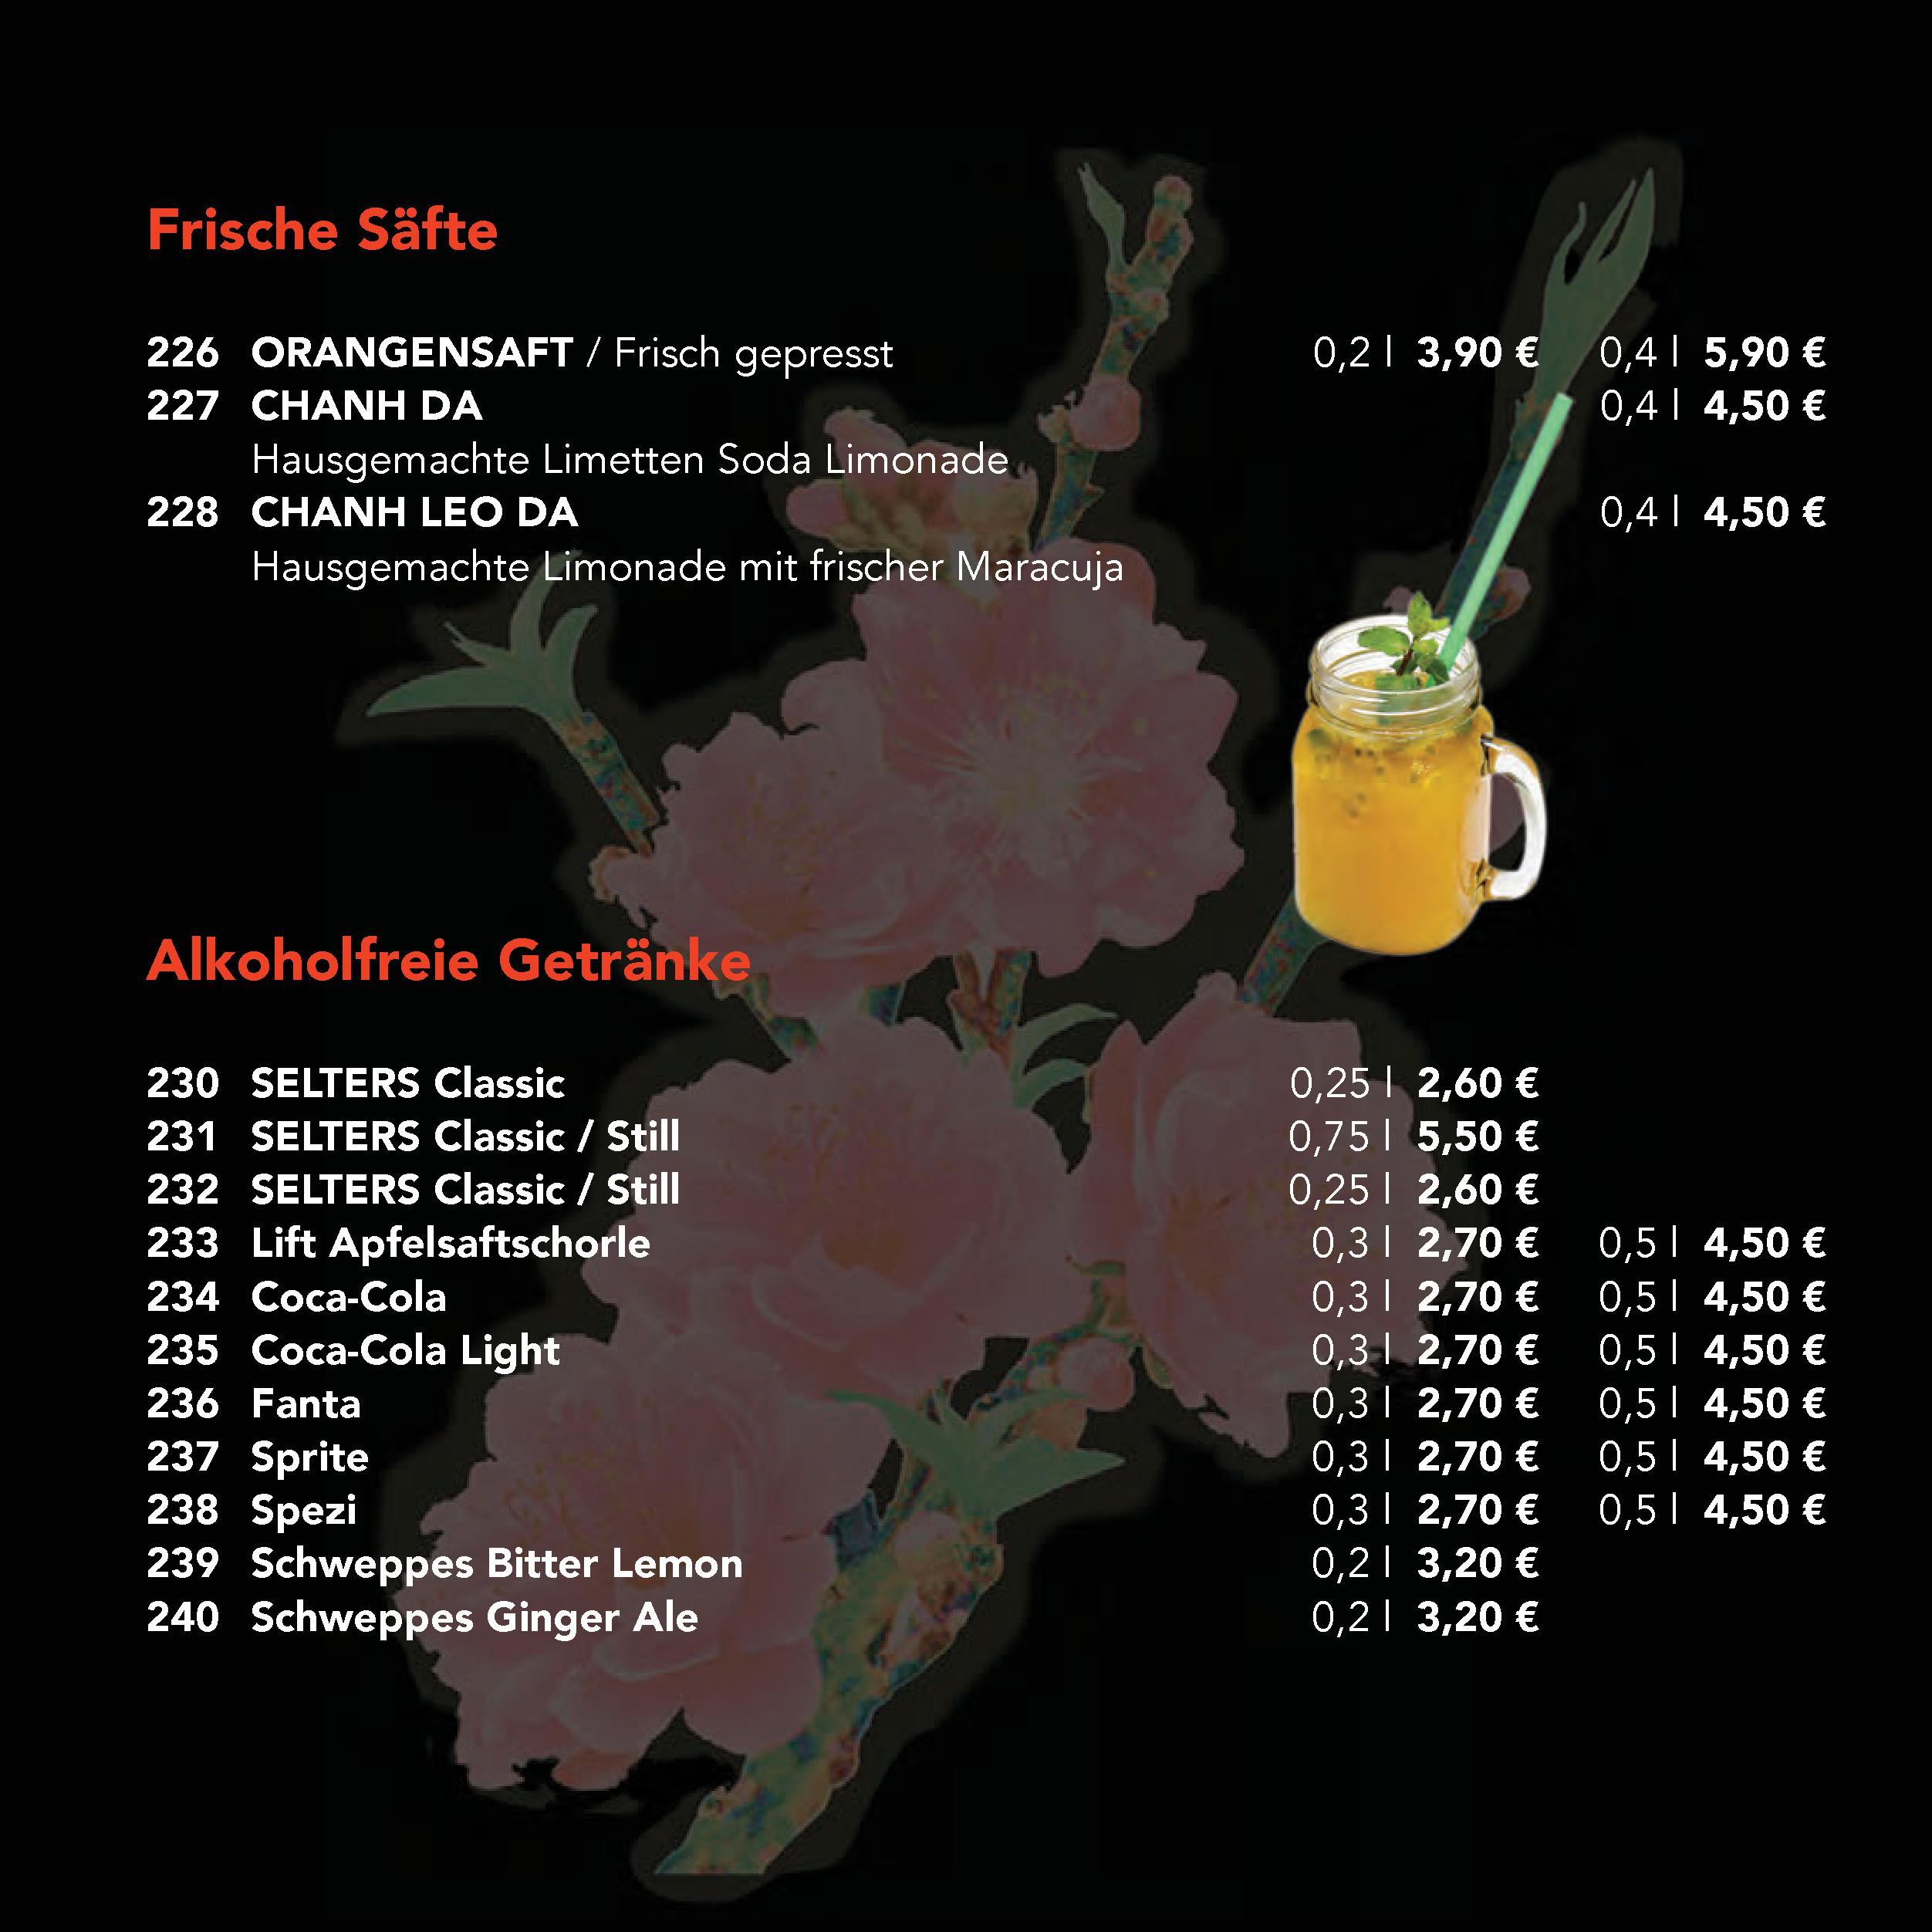 Frische Säfte
226 ORANGENSAFT / Frisch gepresst 0,2 l 3,90 € 0,4 l 5,90 €
227 CHANH DA 0,4 l 4,50 €
Hausgemachte Limetten Soda Limonade
228 CHANH LEO DA 0,4 l 4,50 €
Hausgemachte Limonade mit frischer Maracuja
Alkoholfreie Getränke
230 SELTERS Classic 0,25 l 2,60 €
231 SELTERS Classic / Still 0,75 l 5,50 €
232 SELTERS Classic / Still 0,25 l 2,60 €
233 Lift Apfelsaftschorle 0,3 l 2,70 € 0,5 l 4,50 €
234 Coca-Cola 0,3 l 2,70 € 0,5 l 4,50 €
235 Coca-Cola Light 0,3 l 2,70 € 0,5 l 4,50 €
236 Fanta 0,3 l 2,70 € 0,5 l 4,50 €
237 Sprite 0,3 l 2,70 € 0,5 l 4,50 €
238 Spezi 0,3 l 2,70 € 0,5 l 4,50 €
239 Schweppes Bitter Lemon 0,2 l 3,20 €
240 Schweppes Ginger Ale 0,2 l 3,20 €